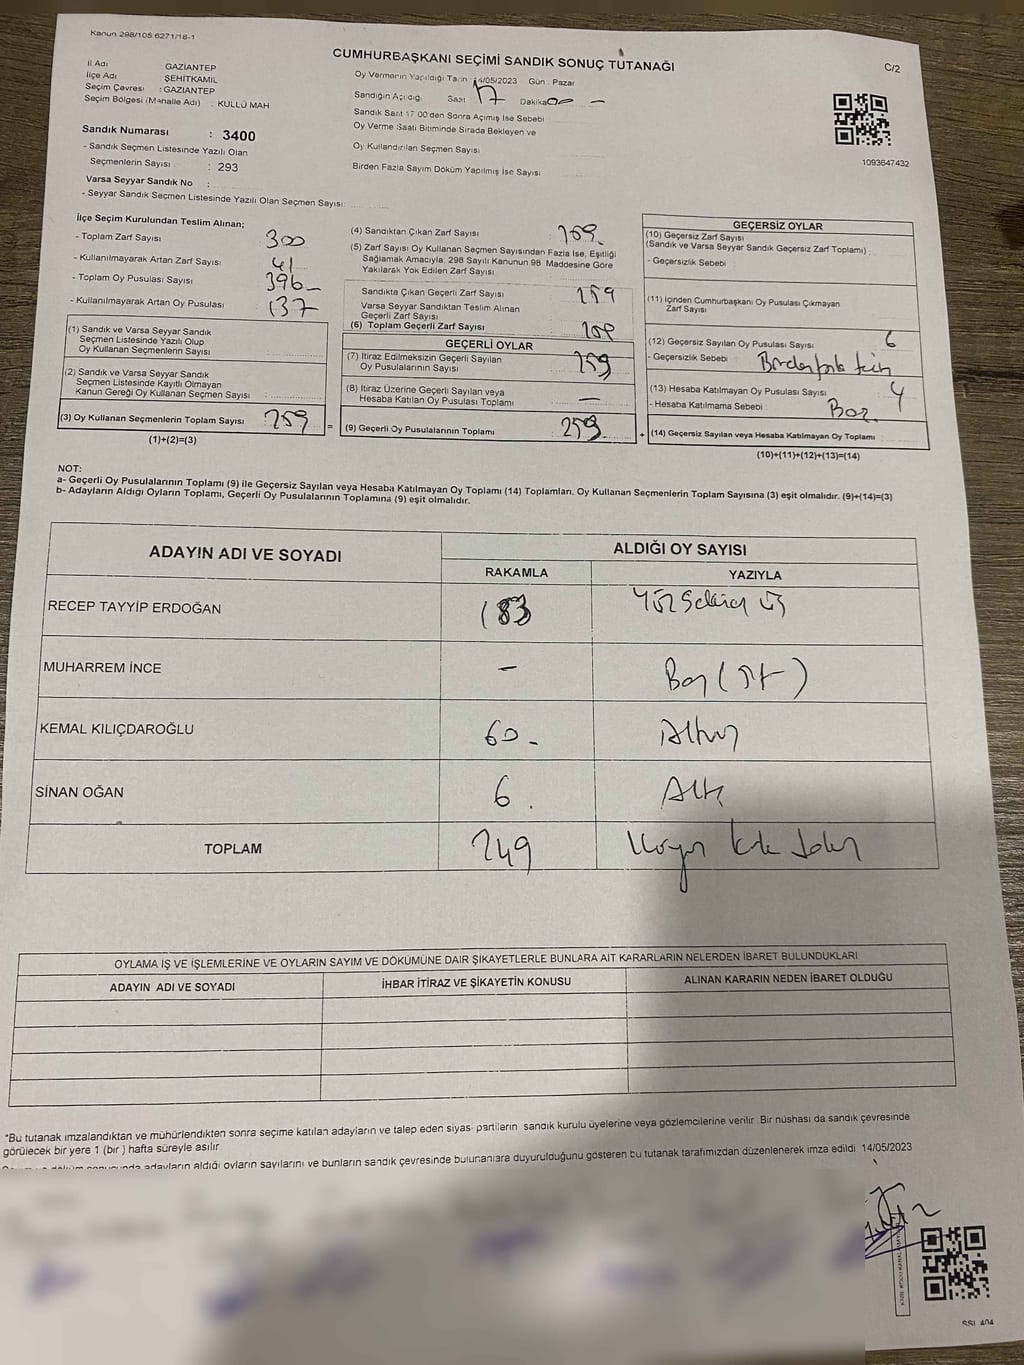 Kanun 298/105 6271/16-1
CUMHURBAŞKANI SEÇİMİ SANDIK SONUÇ TUTANAĞI
C/2
İl Adı GAZİANTEP
İlçe Adı ŞEHİTKAMİL
Seçim Çevresi : GAZİANTEP
Seçim Bölgesi (Mahalle Adı) : KULLU MAH
Sandık Numarası : 3400
- Sandık Seçmen Listesinde Yazılı Olan
Seçmenlerin Sayısı : 293
Varsa Seyyar Sandık No :
- Seyyar Sandık Seçmen Listesinde Yazılı Olan Seçmen Sayısı:
Oy Vermenin Yapıldığı Tarih 14/05/2023 Gün : Pazar
Sandığın Açıldığı Saat 17 Dakika 00 -
Sandık Saat 17 00'den Sonra Açılmış İse Sebebi
Oy Verme Saati Bitiminde Sırada Bekleyen ve
Oy Kullandırılan Seçmen Sayısı
Birden Fazla Sayım Döküm Yapılmış İse Sayısı
1093647432
İlçe Seçim Kurulundan Teslim Alınan;
- Toplam Zarf Sayısı : 300
- Kullanılmayarak Artan Zarf Sayısı : 41
- Toplam Oy Pusulası Sayısı : 396-
- Kullanılmayarak Artan Oy Pusulası : 137
(1) Sandık ve Varsa Seyyar Sandık
Seçmen Listesinde Yazılı Olup
Oy Kullanan Seçmenlerin Sayısı
(2) Sandık ve Varsa Seyyar Sandık
Seçmen Listesinde Kayıtlı Olmayan
Kanun Gereği Oy Kullanan Seçmen Sayısı :
(3) Oy Kullanan Seçmenlerin Toplam Sayısı : 259
(1)+(2)=(3)
=
(4) Sandıktan Çıkan Zarf Sayısı : 259
(5) Zarf Sayısı Oy Kullanan Seçmen Sayısından Fazla İse, Eşitliği
Sağlamak Amacıyla, 298 Sayılı Kanunun 98. Maddesine Göre
Yakılarak Yok Edilen Zarf Sayısı
Sandıkta Çıkan Geçerli Zarf Sayısı : 259
Varsa Seyyar Sandıktan Teslim Alınan
Geçerli Zarf Sayısı
(6) Toplam Geçerli Zarf Sayısı : 259
GEÇERLİ OYLAR
(7) İtiraz Edilmeksizin Geçerli Sayılan
Oy Pusulalarının Sayısı : 259
(8) İtiraz Üzerine Geçerli Sayılan veya
Hesaba Katılan Oy Pusulası Toplamı : -
(9) Geçerli Oy Pusulalarının Toplamı : 259
+
GEÇERSİZ OYLAR
(10) Geçersiz Zarf Sayısı
(Sandık ve Varsa Seyyar Sandık Geçersiz Zarf Toplamı) :
- Geçersizlik Sebebi
(11) İçinden Cumhurbaşkanı Oy Pusulası Çıkmayan
Zarf Sayısı
(12) Geçersiz Sayılan Oy Pusulası Sayısı : 6
- Geçersizlik Sebebi :
(13) Hesaba Katılmayan Oy Pusulası Sayısı : 4
- Hesaba Katılmama Sebebi : Boş
(14) Geçersiz Sayılan veya Hesaba Katılmayan Oy Toplamı
(10)+(11)+(12)+(13)=(14)
NOT:
a- Geçerli Oy Pusulalarının Toplamı (9) ile Geçersiz Sayılan veya Hesaba Katılmayan Oy Toplamı (14) Toplamları, Oy Kullanan Seçmenlerin Toplam Sayısına (3) eşit olmalıdır. (9)+(14)=(3)
b- Adayların Aldığı Oyların Toplamı, Geçerli Oy Pusulalarının Toplamına (9) eşit olmalıdır.
ADAYIN ADI VE SOYADI
ALDIĞI OY SAYISI
RAKAMLA YAZIYLA
RECEP TAYYİP ERDOĞAN 183 Yüz Seksen üç
MUHARREM İNCE - Boş (Sıfır)
KEMAL KILIÇDAROĞLU 60- Altmış
SİNAN OĞAN 6. Altı
TOPLAM 249 İkiyüz kırk dokuz
OYLAMA İŞ VE İŞLEMLERİNE VE OYLARIN SAYIM VE DÖKÜMÜNE DAİR ŞİKAYETLERLE BUNLARA AİT KARARLARIN NELERDEN İBARET BULUNDUKLARI
ADAYIN ADI VE SOYADI İHBAR İTİRAZ VE ŞİKAYETİN KONUSU ALINAN KARARIN NEDEN İBARET OLDUĞU
*Bu tutanak imzalandıktan ve mühürlendikten sonra seçime katılan adayların ve talep eden siyasi partilerin sandık kurulu üyelerine veya gözlemcilerine verilir. Bir nüshası da sandık çevresinde
görülecek bir yere 1 (bir) hafta süreyle asılır.
adayların aldığı oyların sayılarını ve bunların sandık çevresinde bulunanlara duyurulduğunu gösteren bu tutanak tarafımızdan düzenlenerek imza edildi. 14/05/2023
SSI 404